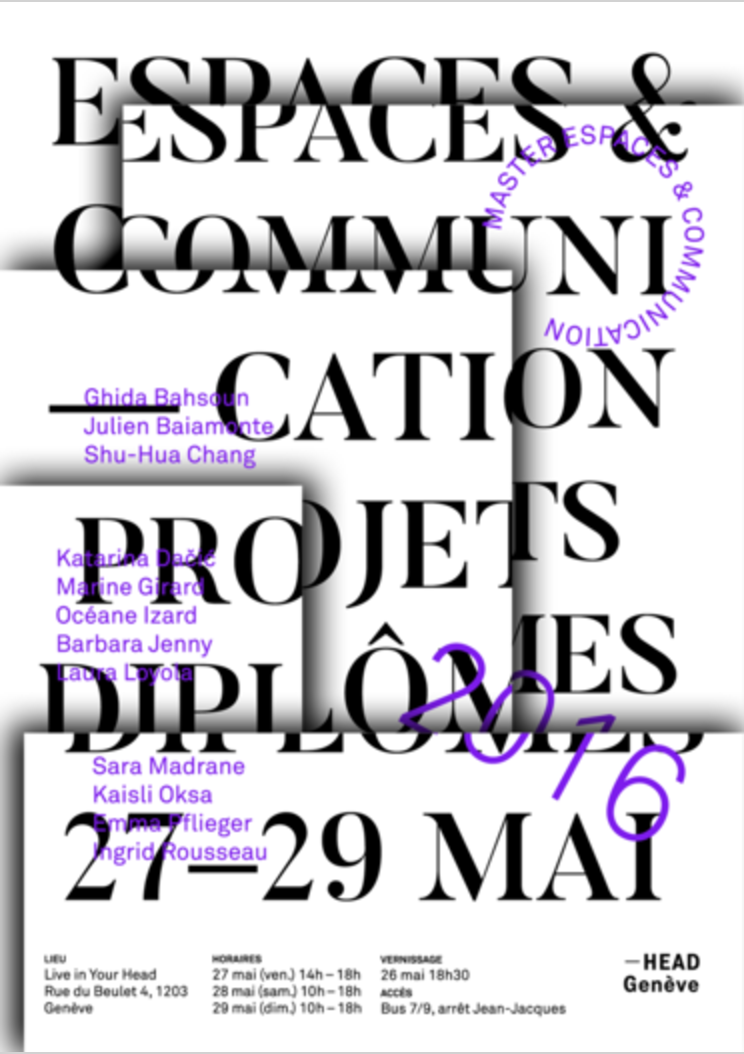 ESPACES &
COMMUNI
— CATION
PROJETS
DIPLÔMES
2016
27–29 MAI
MASTER ESPACES & COMMUNICATION
Ghida Bahsoun
Julien Baiamonte
Shu-Hua Chang
Katarina Dačić
Marine Girard
Océane Izard
Barbara Jenny
Laura Loyola
Sara Madrane
Kaisli Oksa
Emma Pflieger
Ingrid Rousseau
LIEU
Live in Your Head
Rue du Beulet 4, 1203
Genève
HORAIRES
27 mai (ven.) 14h – 18h
28 mai (sam.) 10h – 18h
29 mai (dim.) 10h – 18h
VERNISSAGE
26 mai 18h30
ACCÈS
Bus 7/9, arrêt Jean-Jacques
—HEAD
Genève